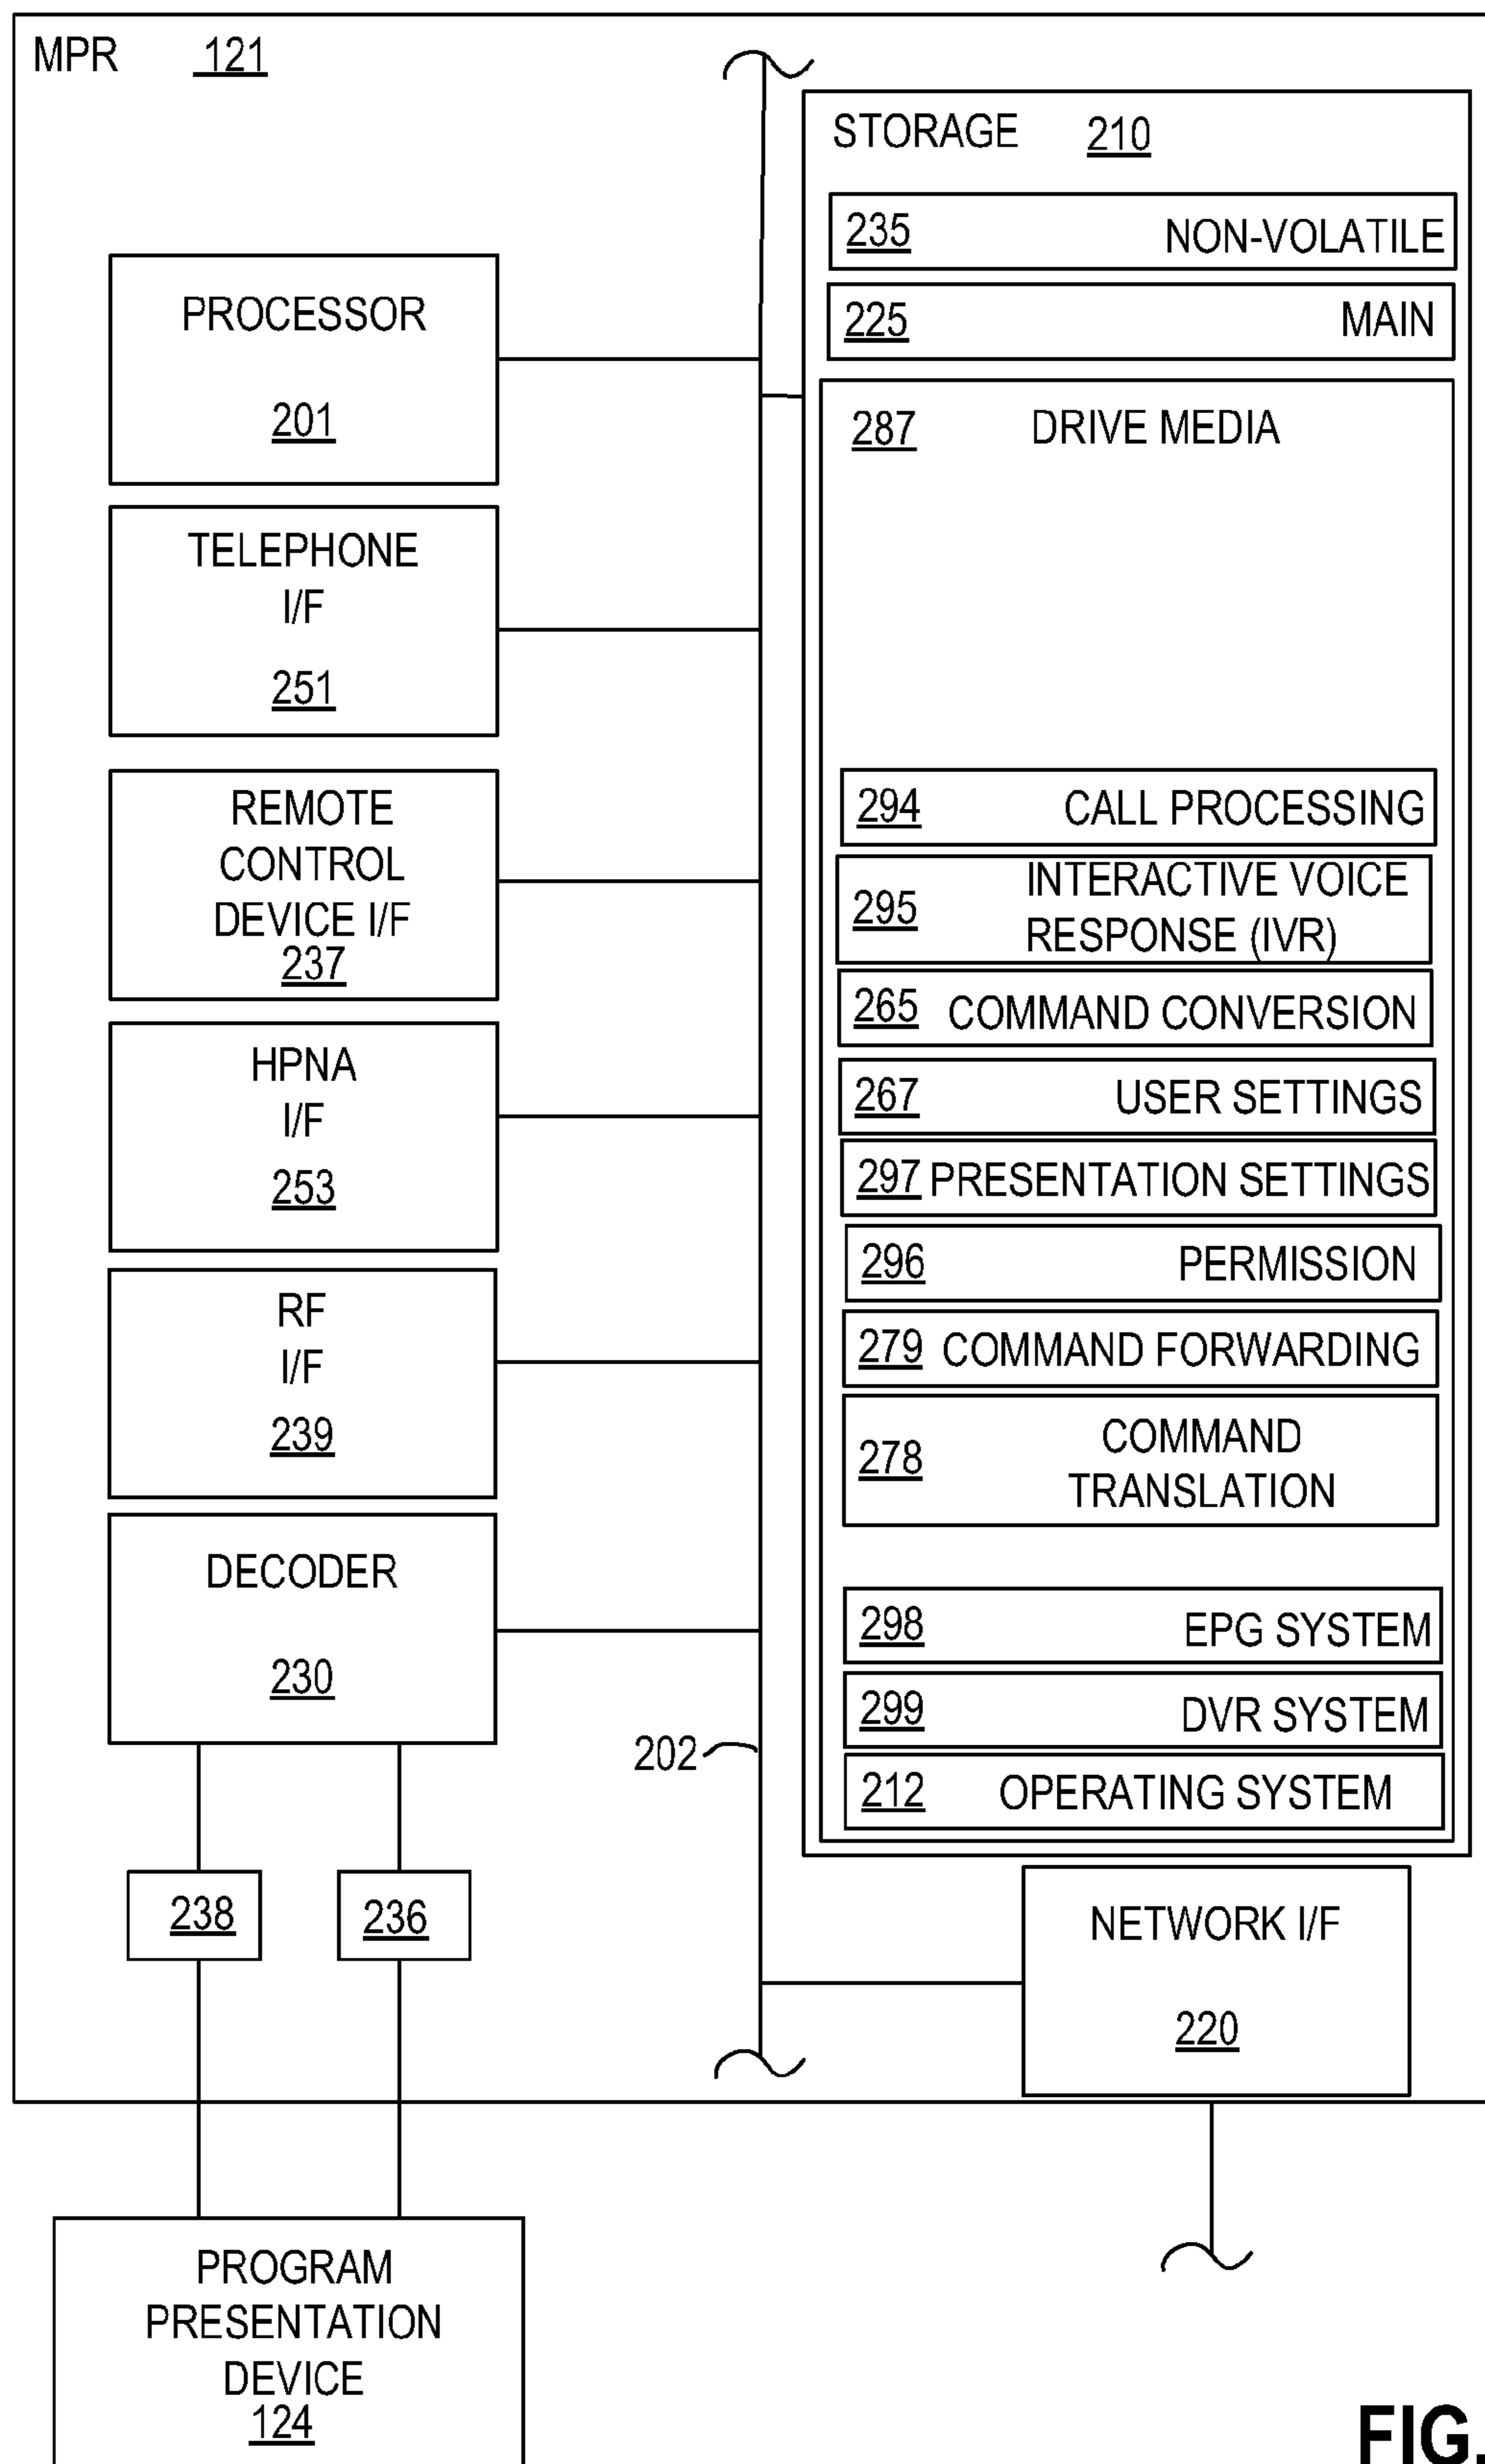 MPR 121
STORAGE 210
235 NON-VOLATILE
225 MAIN
287 DRIVE MEDIA
294 CALL PROCESSING
295 INTERACTIVE VOICE
RESPONSE (IVR)
265 COMMAND CONVERSION
267 USER SETTINGS
297 PRESENTATION SETTINGS
296 PERMISSION
279 COMMAND FORWARDING
278 COMMAND
TRANSLATION
298 EPG SYSTEM
299 DVR SYSTEM
212 OPERATING SYSTEM
PROCESSOR
201
TELEPHONE
I/F
251
REMOTE
CONTROL
DEVICE I/F
237
HPNA
I/F
253
RF
I/F
239
DECODER
230
202
238
236
NETWORK I/F
220
PROGRAM
PRESENTATION
DEVICE
124
FIG.